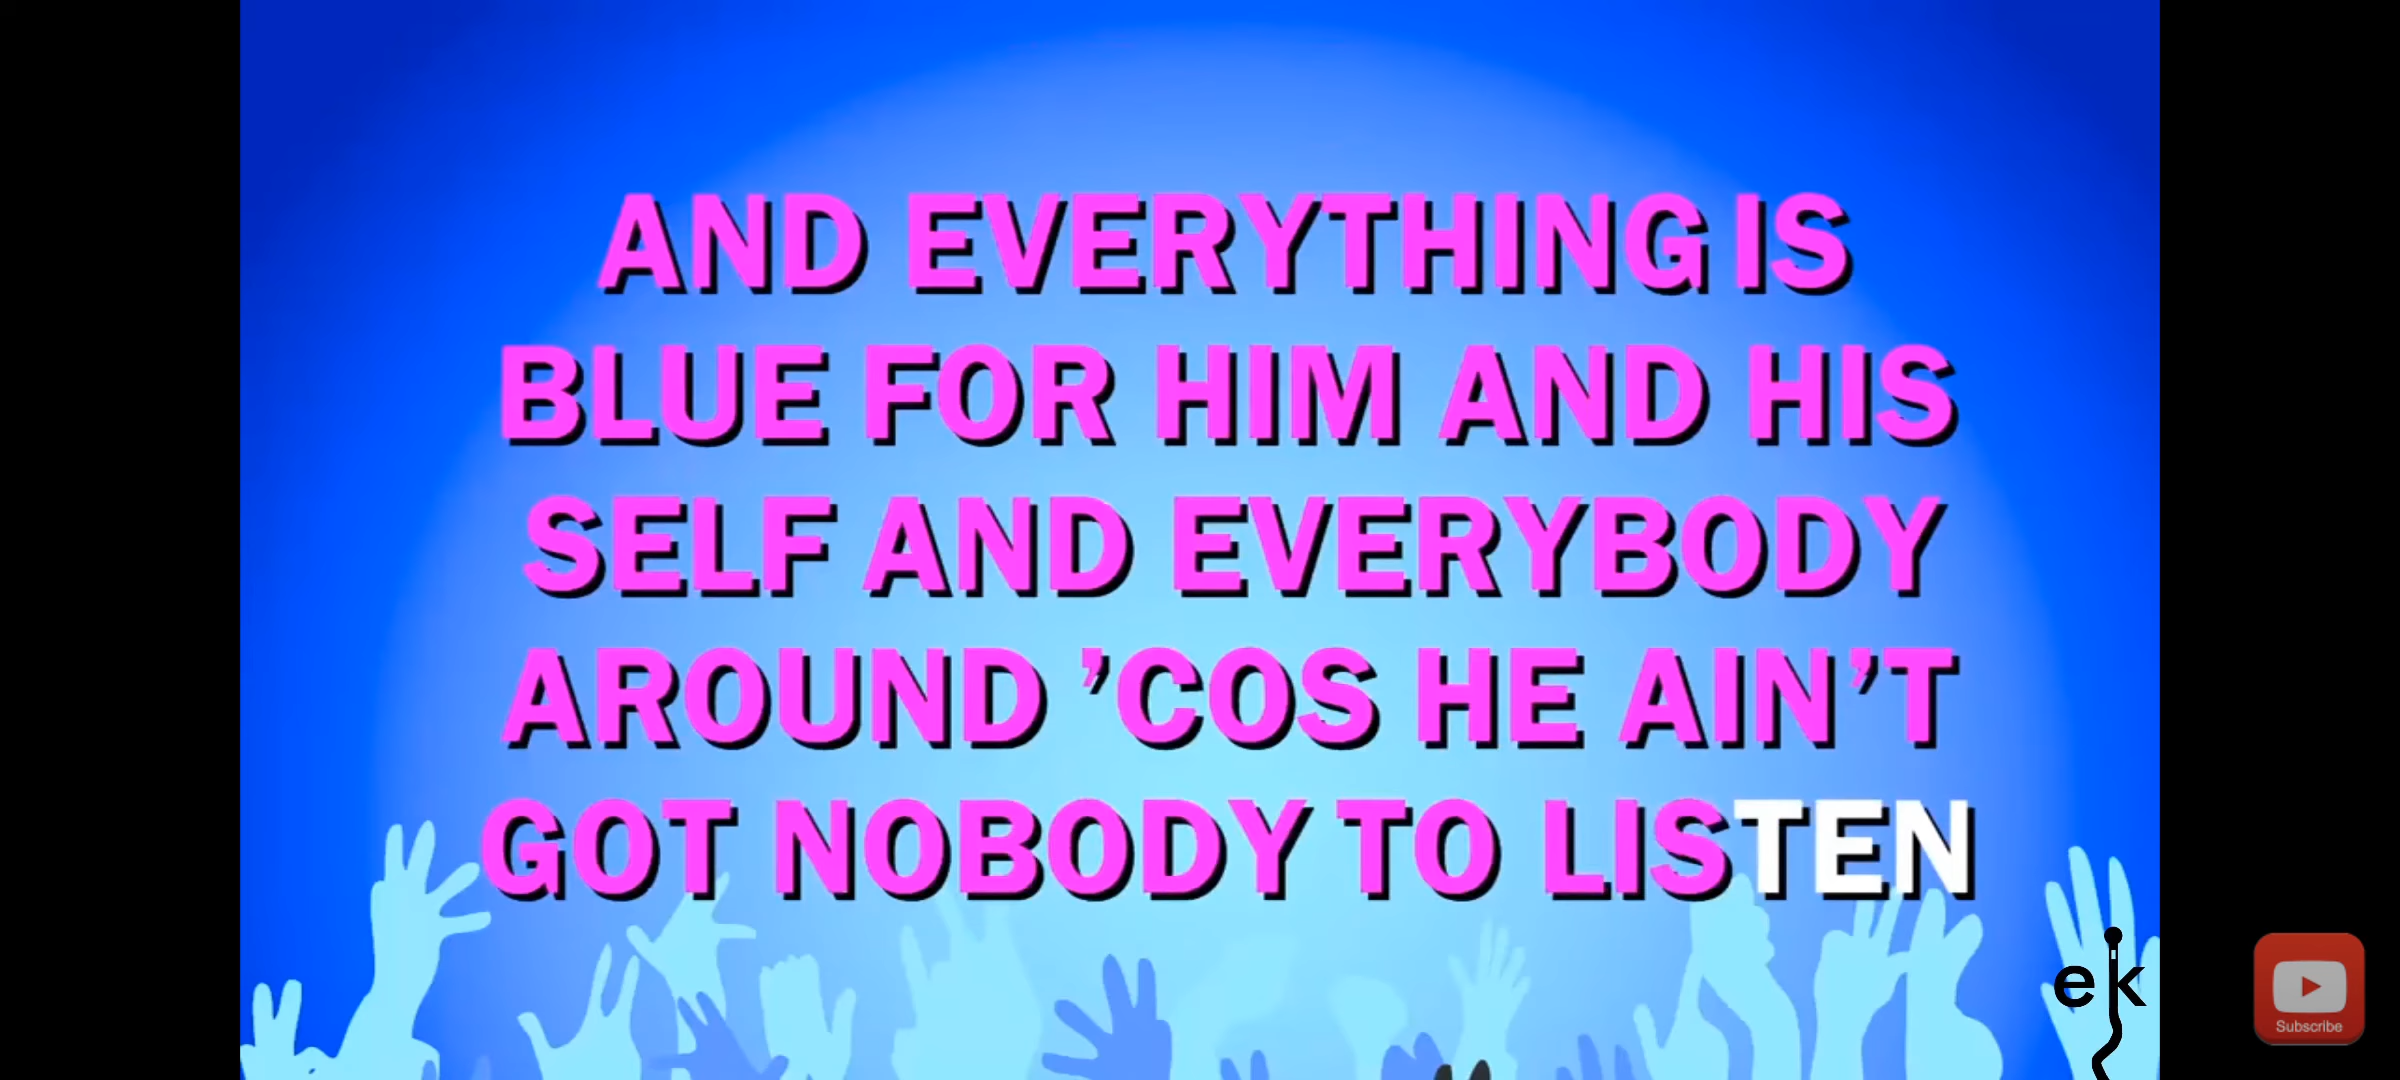 AND EVERYTHING IS
BLUE FOR HIM AND HIS
SELF AND EVERYBODY
AROUND ’COS HE AIN’T
GOT NOBODY TO LISTEN
ek
Subscribe